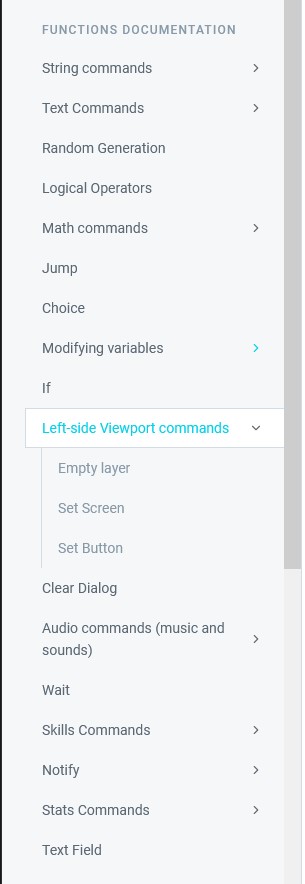 FUNCTIONS DOCUMENTATION
String commands
Text Commands
Random Generation
Logical Operators
Math commands
Jump
Choice
Modifying variables
If
Left-side Viewport commands
Empty layer
Set Screen
Set Button
Clear Dialog
Audio commands (music and
sounds)
Wait
Skills Commands
Notify
Stats Commands
Text Field